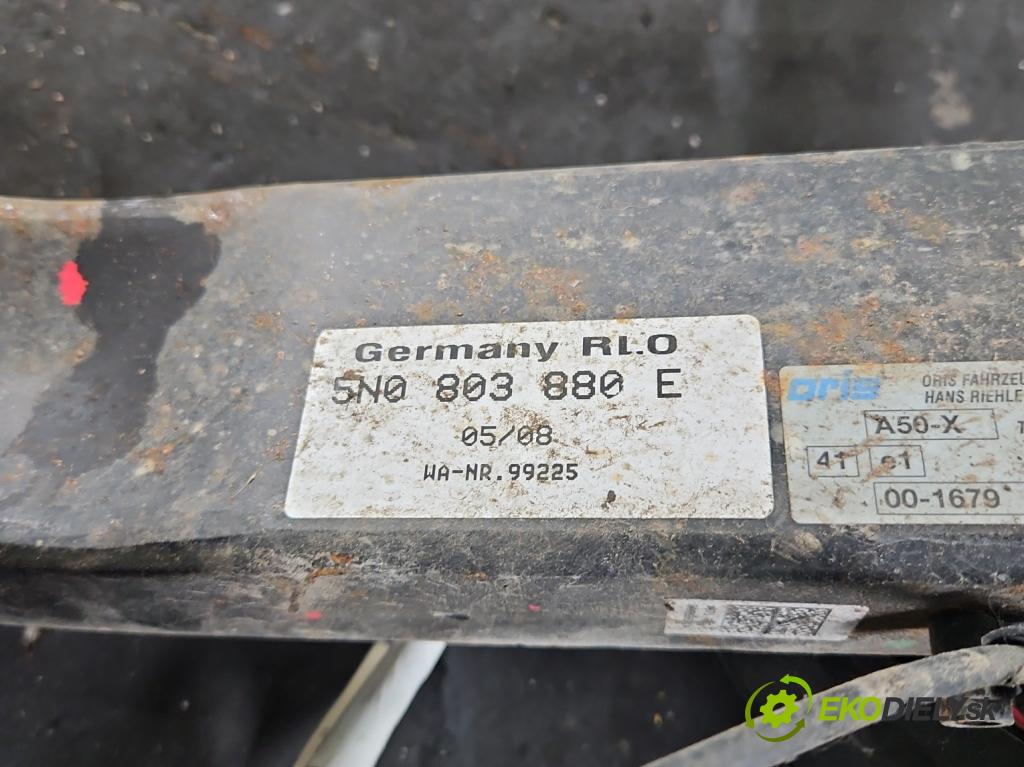 Germany RLO
5N0 803 880 E
05/08
WA-NR.99225
oris
ORIS FAHRZEU
HANS RIEHLE
A50-X
T
41 e1
00-1679
EKODIELY.SK